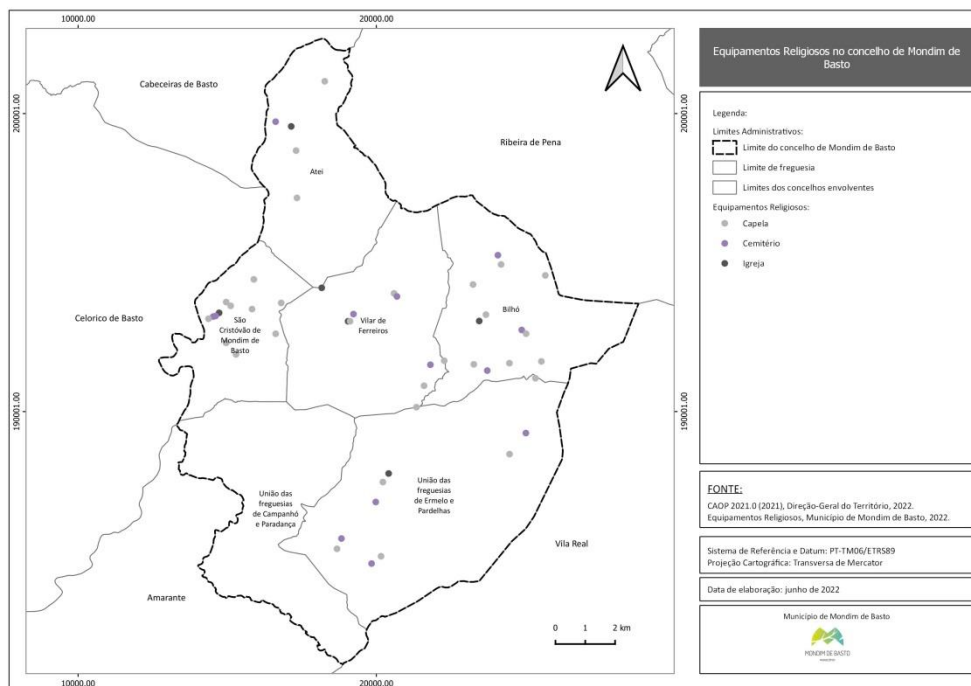 10000.00
20000.00
Cabeceiras de Basto
Ribeira de Pena
Atei
Celorico de Basto
São
Cristóvão de
Mondim de
Basto
Vilar de
Ferreiros
Bilhó
União das
freguesias
de Campanhó
e Paradança
União das
freguesias
de Ermelo e
Pardelhas
Vila Real
Amarante
200001.00
190001.00
200001.00
190001.00
0 1 2 km
10000.00
20000.00
Equipamentos Religiosos no concelho de Mondim de
Basto
Legenda:
Limites Administrativos:
Limite do concelho de Mondim de Basto
Limite de freguesia
Limites dos concelhos envolventes
Equipamentos Religiosos:
Capela
Cemitério
Igreja
FONTE:
CAOP 2021.0 (2021), Direção-Geral do Território, 2022.
Equipamentos Religiosos, Município de Mondim de Basto, 2022.
Sistema de Referência e Datum: PT-TM06/ETRS89
Projeção Cartográfica: Transversa de Mercator
Data de elaboração: junho de 2022
Município de Mondim de Basto
MONDIM DE BASTO